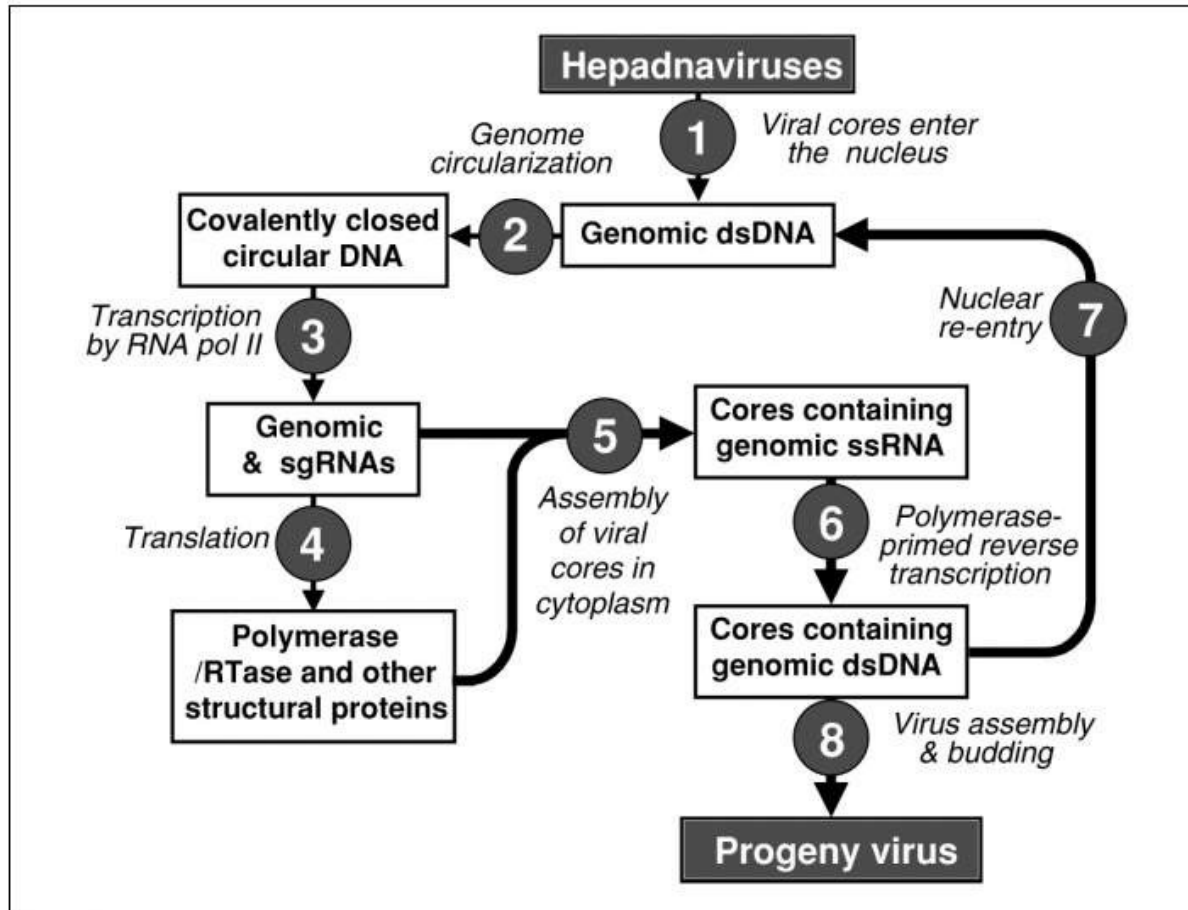 Hepadnaviruses
1
Viral cores enter
the nucleus
Genome
circularization
2
Genomic dsDNA
Covalently closed
circular DNA
Transcription
by RNA pol II
3
Nuclear
re-entry
7
Genomic
& sgRNAs
5
Cores containing
genomic ssRNA
Assembly
of viral
cores in
cytoplasm
Translation
4
6
Polymerase-
primed reverse
transcription
Polymerase
/RTase and other
structural proteins
Cores containing
genomic dsDNA
8
Virus assembly
& budding
Progeny virus